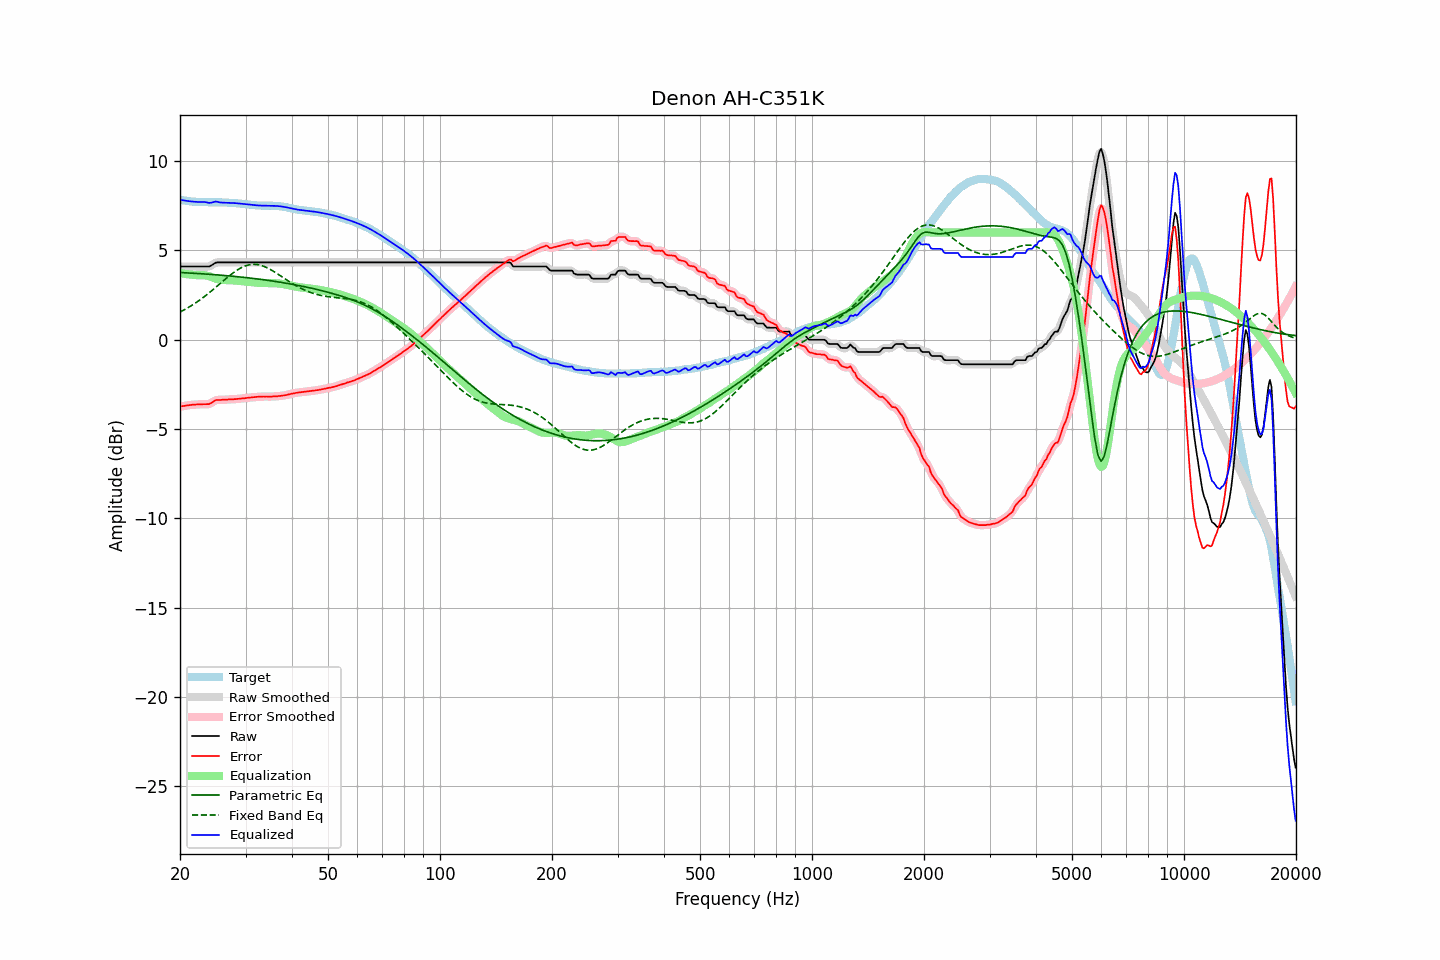 Denon AH-C351K
Amplitude (dBr)
10
5
0
−5
−10
−15
−20
−25
Target
Raw Smoothed
Error Smoothed
Raw
Error
Equalization
Parametric Eq
Fixed Band Eq
Equalized
20 50 100 200 500 1000 2000 5000 10000 20000
Frequency (Hz)